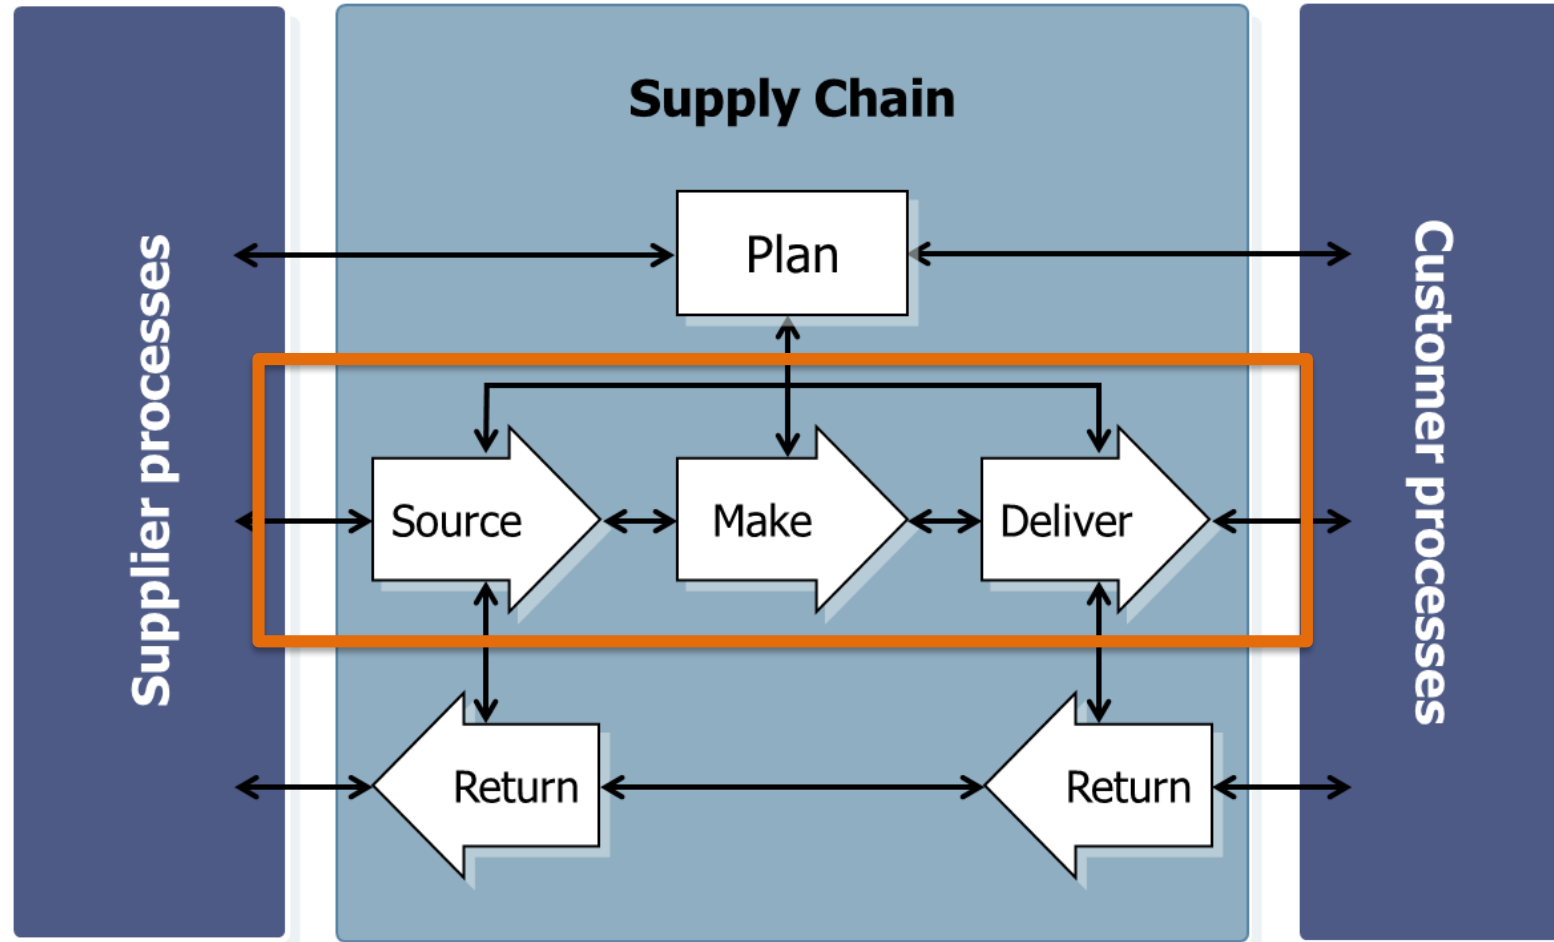 Supply Chain
Supplier processes
Plan
Customer processes
Source
Make
Deliver
Return
Return